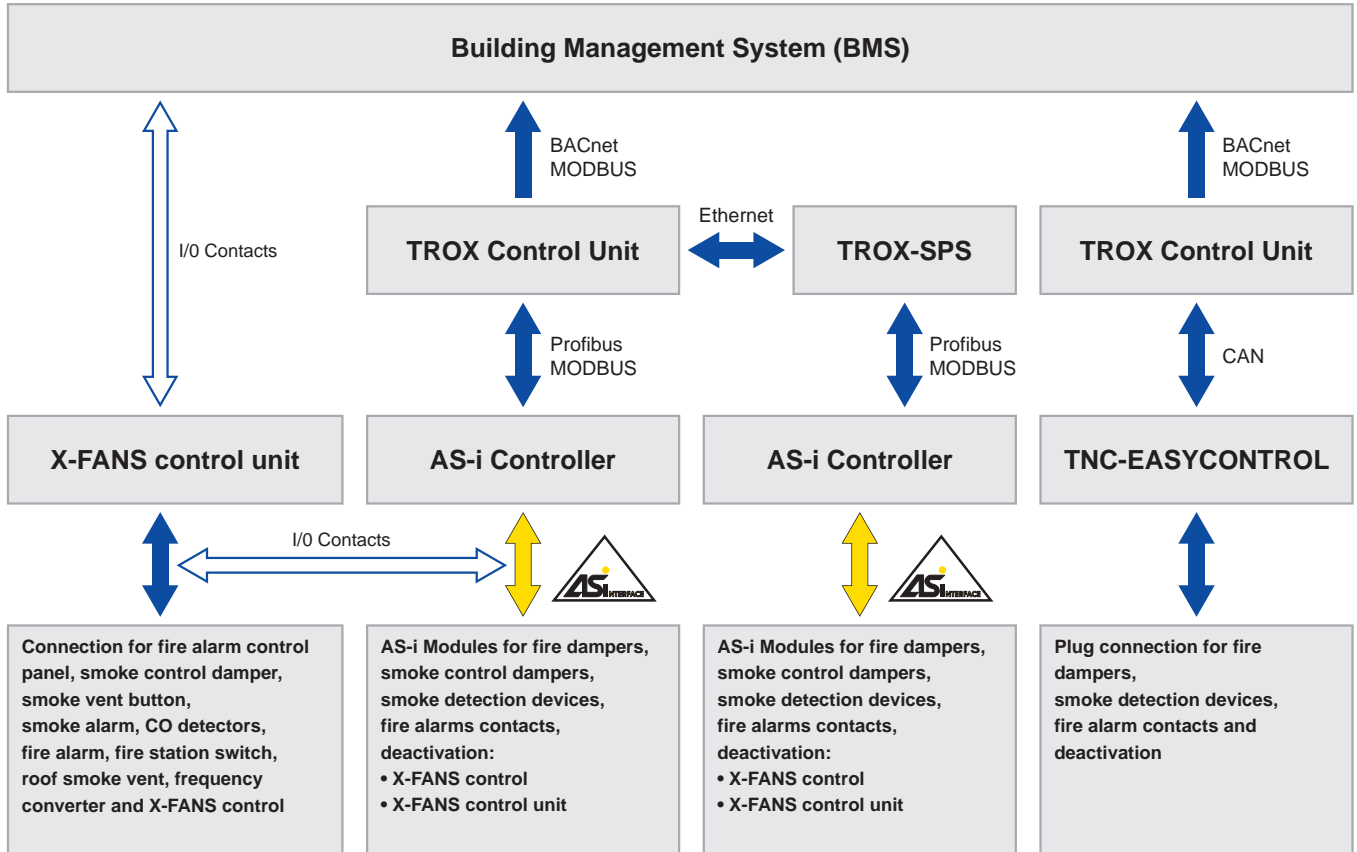 Building Management System (BMS)
BACnet
MODBUS
BACnet
MODBUS
I/0 Contacts
Ethernet
TROX Control Unit
TROX-SPS
TROX Control Unit
Profibus
MODBUS
Profibus
MODBUS
CAN
X-FANS control unit
AS-i Controller
AS-i Controller
TNC-EASYCONTROL
I/0 Contacts
ASi INTERFACE
ASi INTERFACE
Connection for fire alarm control
panel, smoke control damper,
smoke vent button,
smoke alarm, CO detectors,
fire alarm, fire station switch,
roof smoke vent, frequency
converter and X-FANS control
AS-i Modules for fire dampers,
smoke control dampers,
smoke detection devices,
fire alarms contacts,
deactivation:
• X-FANS control
• X-FANS control unit
AS-i Modules for fire dampers,
smoke control dampers,
smoke detection devices,
fire alarms contacts,
deactivation:
• X-FANS control
• X-FANS control unit
Plug connection for fire
dampers,
smoke detection devices,
fire alarm contacts and
deactivation